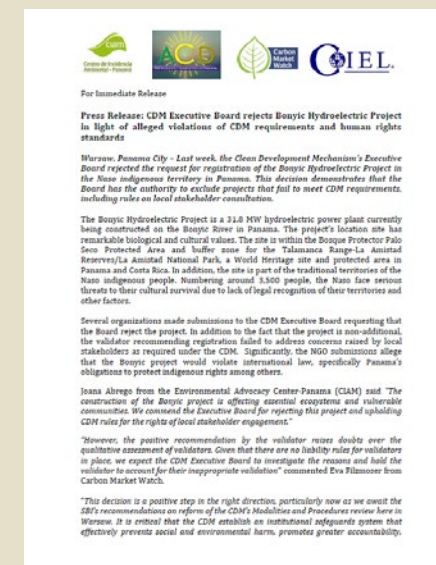 ciam
Centro de Incidencia
Ambiental - Panamá
ACD
Carbon
Market
Watch
CIEL
For Immediate Release
Press Release: CDM Executive Board rejects Bonyic Hydroelectric Project
in light of alleged violations of CDM requirements and human rights
standards
Warsaw, Panama City – Last week, the Clean Development Mechanism's Executive
Board rejected the request for registration of the Bonyic Hydroelectric Project in
the Naso indigenous territory in Panama. This decision demonstrates that the
Board has the authority to exclude projects that fail to meet CDM requirements,
including rules on local stakeholder consultation.
The Bonyic Hydroelectric Project is a 31.8 MW hydroelectric power plant currently
being constructed on the Bonyic River in Panama. The project's location site has
remarkable biological and cultural values. The site is within the Bosque Protector Palo
Seco Protected Area and buffer zone for the Talamanca Range-La Amistad
Reserves/La Amistad National Park, a World Heritage site and protected area in
Panama and Costa Rica. In addition, the site is part of the traditional territories of the
Naso indigenous people. Numbering around 3,500 people, the Naso face serious
threats to their cultural survival due to lack of legal recognition of their territories and
other factors.
Several organizations made submissions to the CDM Executive Board requesting that
the Board reject the project. In addition to the fact that the project is non-additional,
the validator recommending registration failed to address concerns raised by local
stakeholders as required under the CDM. Significantly, the NGO submissions allege
that the Bonyic project would violate international law, specifically Panama's
obligations to protect indigenous rights among others.
Joana Abrego from the Environmental Advocacy Center-Panama (CIAM) said "The
construction of the Bonyic project is affecting essential ecosystems and vulnerable
communities. We commend the Executive Board for rejecting this project and upholding
CDM rules for the rights of local stakeholder engagement."
"However, the positive recommendation by the validator raises doubts over the
qualitative assessment of validators. Given that there are no liability rules for validators
in place, we expect the CDM Executive Board to investigate the reasons and hold the
validator to account for their inappropriate validation" commented Eva Filzmoser from
Carbon Market Watch.
"This decision is a positive step in the right direction, particularly now as we await the
SBI's recommendations on reform of the CDM's Modalities and Procedures review here in
Warsaw. It is critical that the CDM establish an institutional safeguards system that
effectively prevents social and environmental harm, promotes greater accountability,